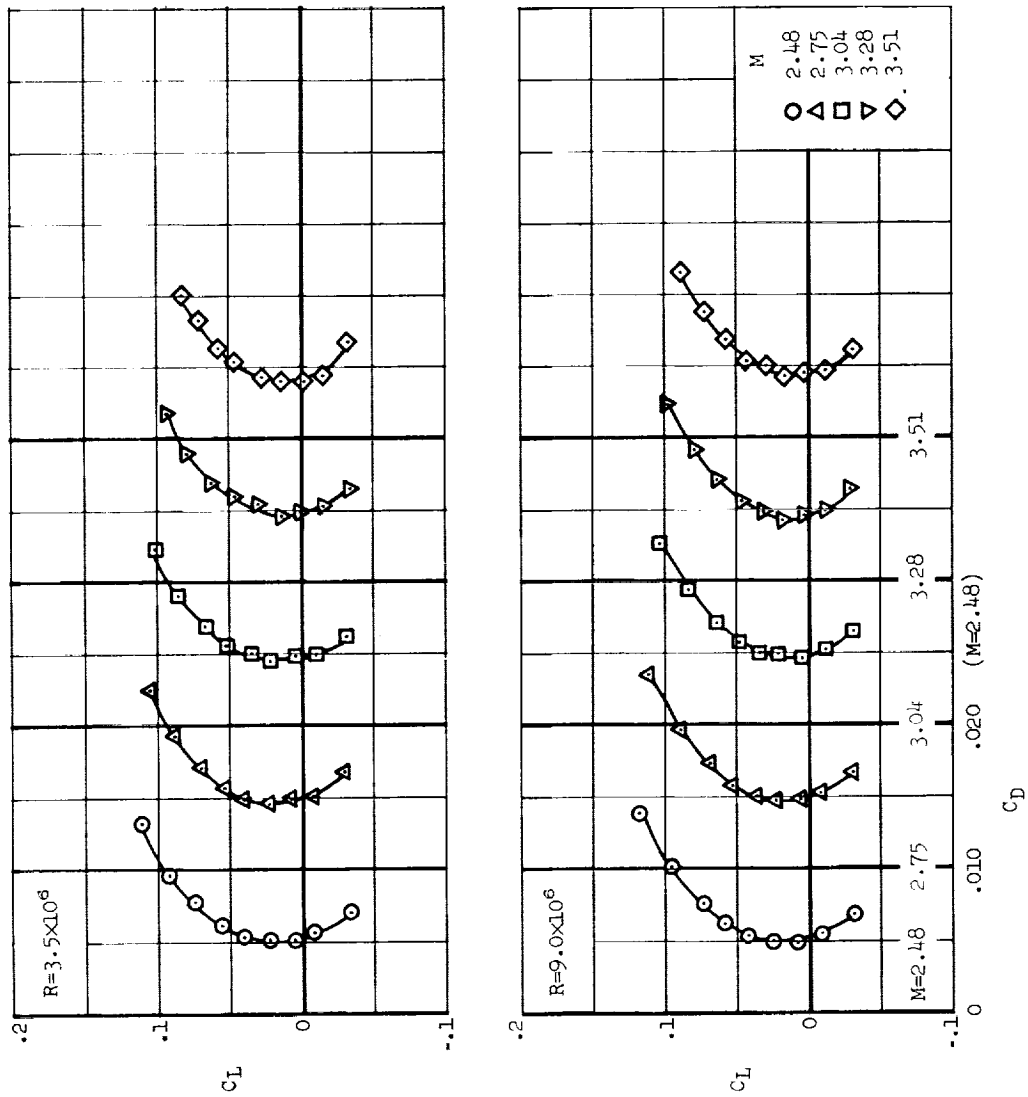 R=3.5×10⁶
.2
.1
0
-.1
C_L
R=9.0×10⁶
.2
.1
0
-.1
C_L
M
2.48
2.75
3.04
3.28
3.51
M=2.48
2.75
3.04
3.28
3.51
0
.010
.020
(M=2.48)
C_D